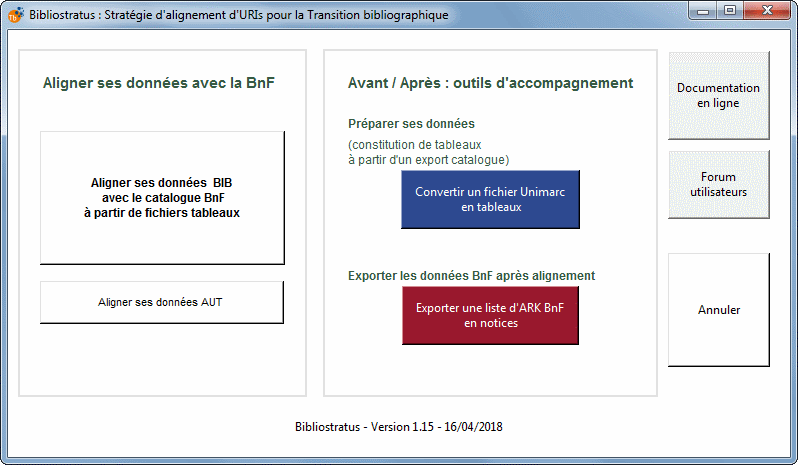 Bibliostratus : Stratégie d'alignement d'URIs pour la Transition bibliographique
Aligner ses données avec la BnF
Aligner ses données BIB
avec le catalogue BnF
à partir de fichiers tableaux
Aligner ses données AUT
Avant / Après : outils d'accompagnement
Préparer ses données
(constitution de tableaux
à partir d'un export catalogue)
Convertir un fichier Unimarc
en tableaux
Exporter les données BnF après alignement
Exporter une liste d'ARK BnF
en notices
Documentation
en ligne
Forum
utilisateurs
Annuler
Bibliostratus - Version 1.15 - 16/04/2018